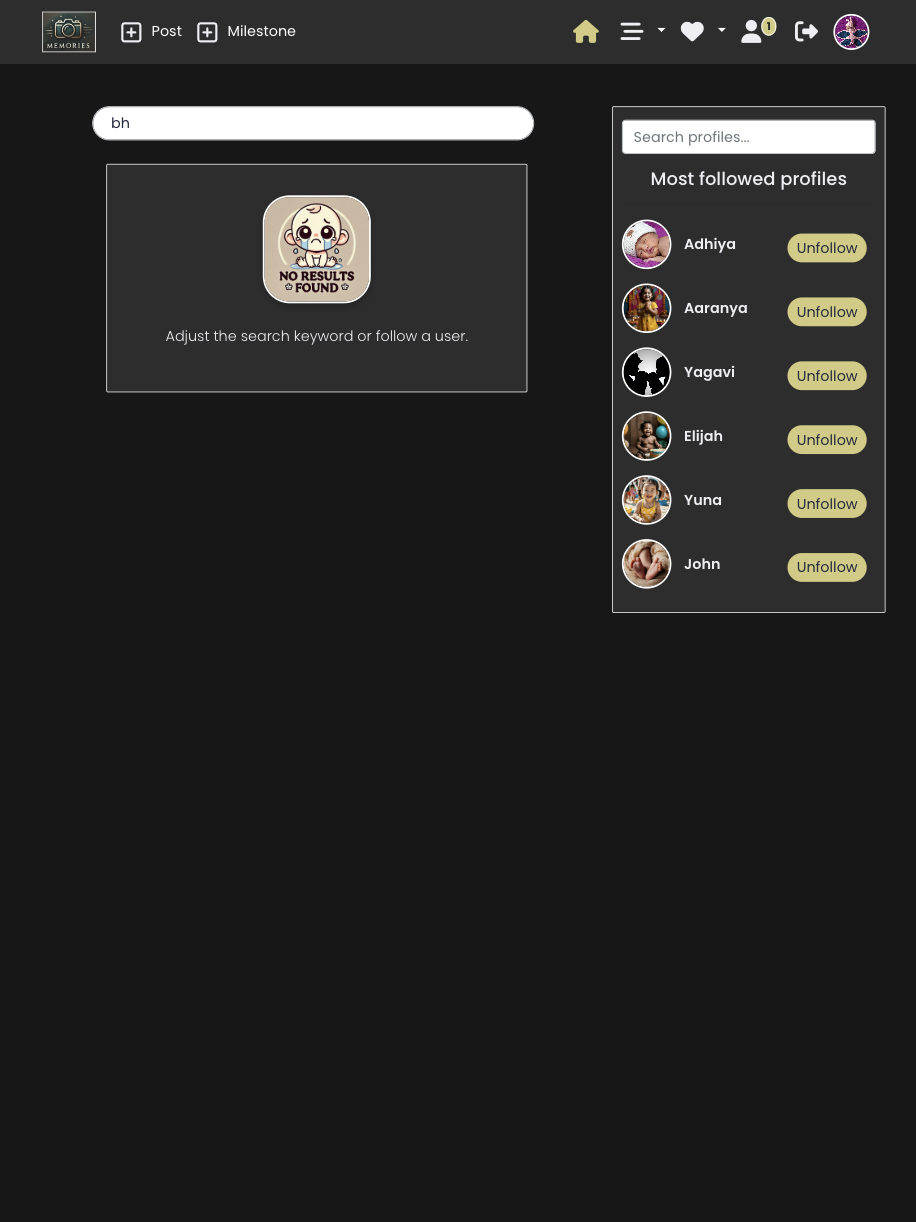 MEMORIES
Post
Milestone
1
bh
NO RESULTS
FOUND
Adjust the search keyword or follow a user.
Search profiles...
Most followed profiles
Adhiya
Unfollow
Aaranya
Unfollow
Yagavi
Unfollow
Elijah
Unfollow
Yuna
Unfollow
John
Unfollow